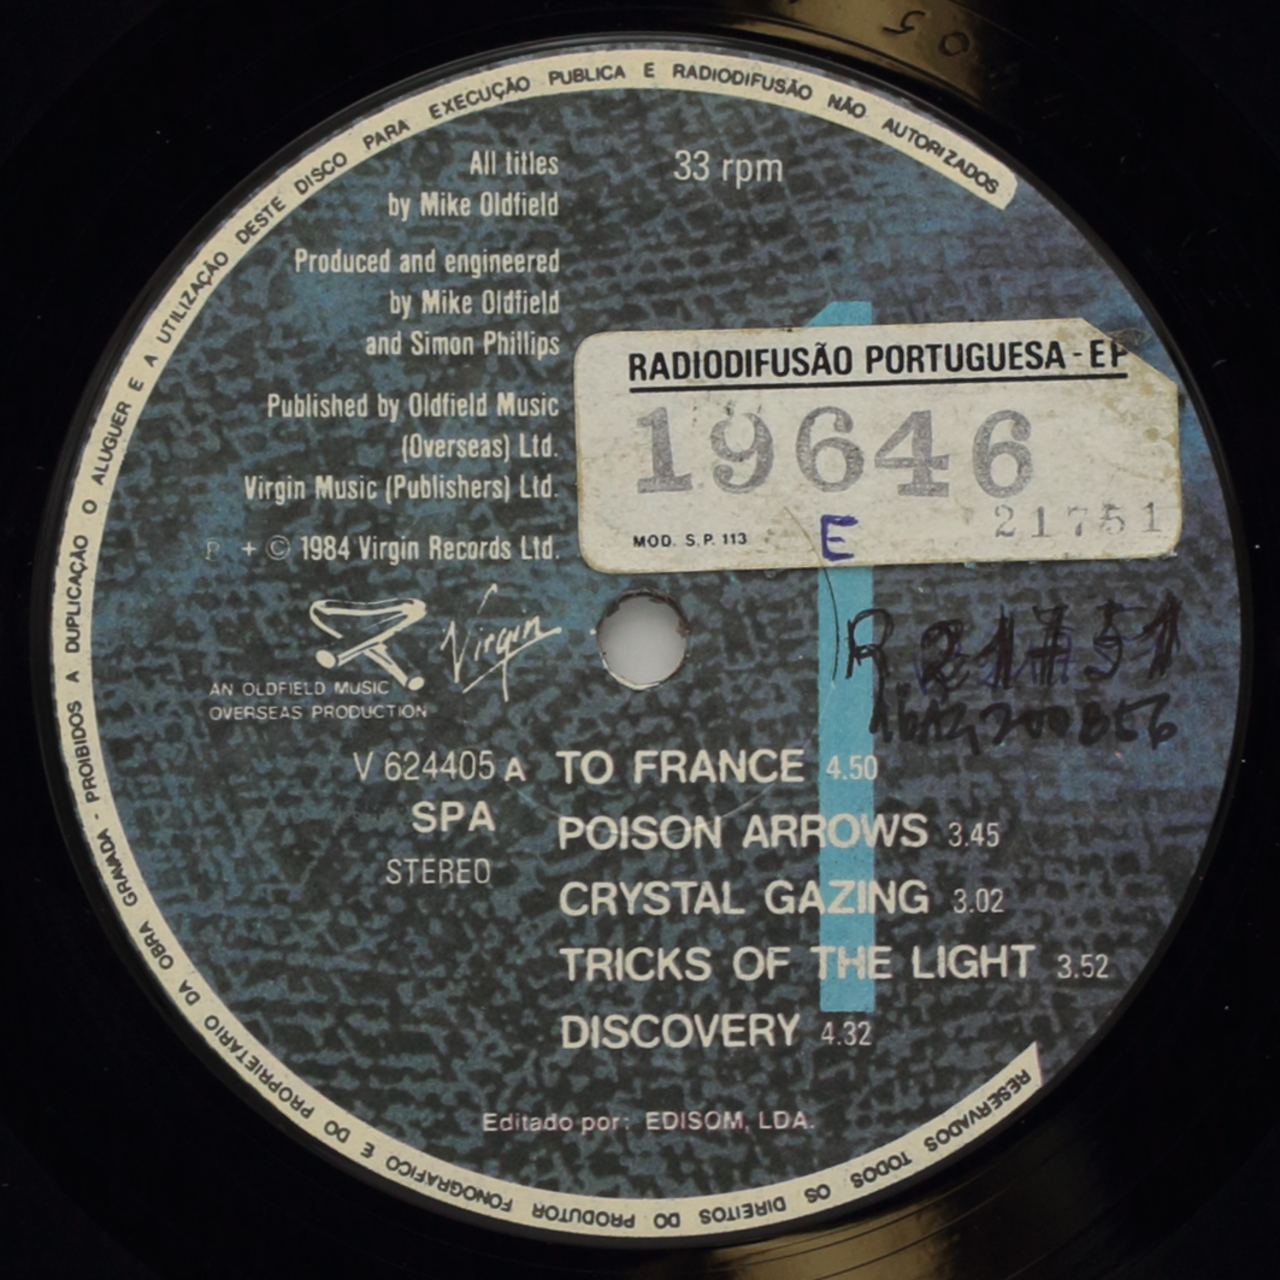 RESERVADOS TODOS OS DIREITOS DO PRODUTOR FONOGRAFICO E DO PROPRIETARIO DA OBRA GRAVADA - PROIBIDOS A DUPLICAÇÃO O ALUGUER E A UTILIZAÇÃO DESTE DISCO PARA EXECUÇÃO PUBLICA E RADIODIFUSÃO NÃO AUTORIZADOS
All titles
by Mike Oldfield
33 rpm
Produced and engineered
by Mike Oldfield
and Simon Phillips
Published by Oldfield Music
(Overseas) Ltd.
Virgin Music (Publishers) Ltd.
P + © 1984 Virgin Records Ltd.
RADIODIFUSÃO PORTUGUESA - EP
19646
MOD. S.P. 113
E
21751
1
R 21751
Virgin
AN OLDFIELD MUSIC
OVERSEAS PRODUCTION
V 624405 A
SPA
STEREO
TO FRANCE 4.50
POISON ARROWS 3.45
CRYSTAL GAZING 3.02
TRICKS OF THE LIGHT 3.52
DISCOVERY 4.32
Editado por: EDISOM, LDA.